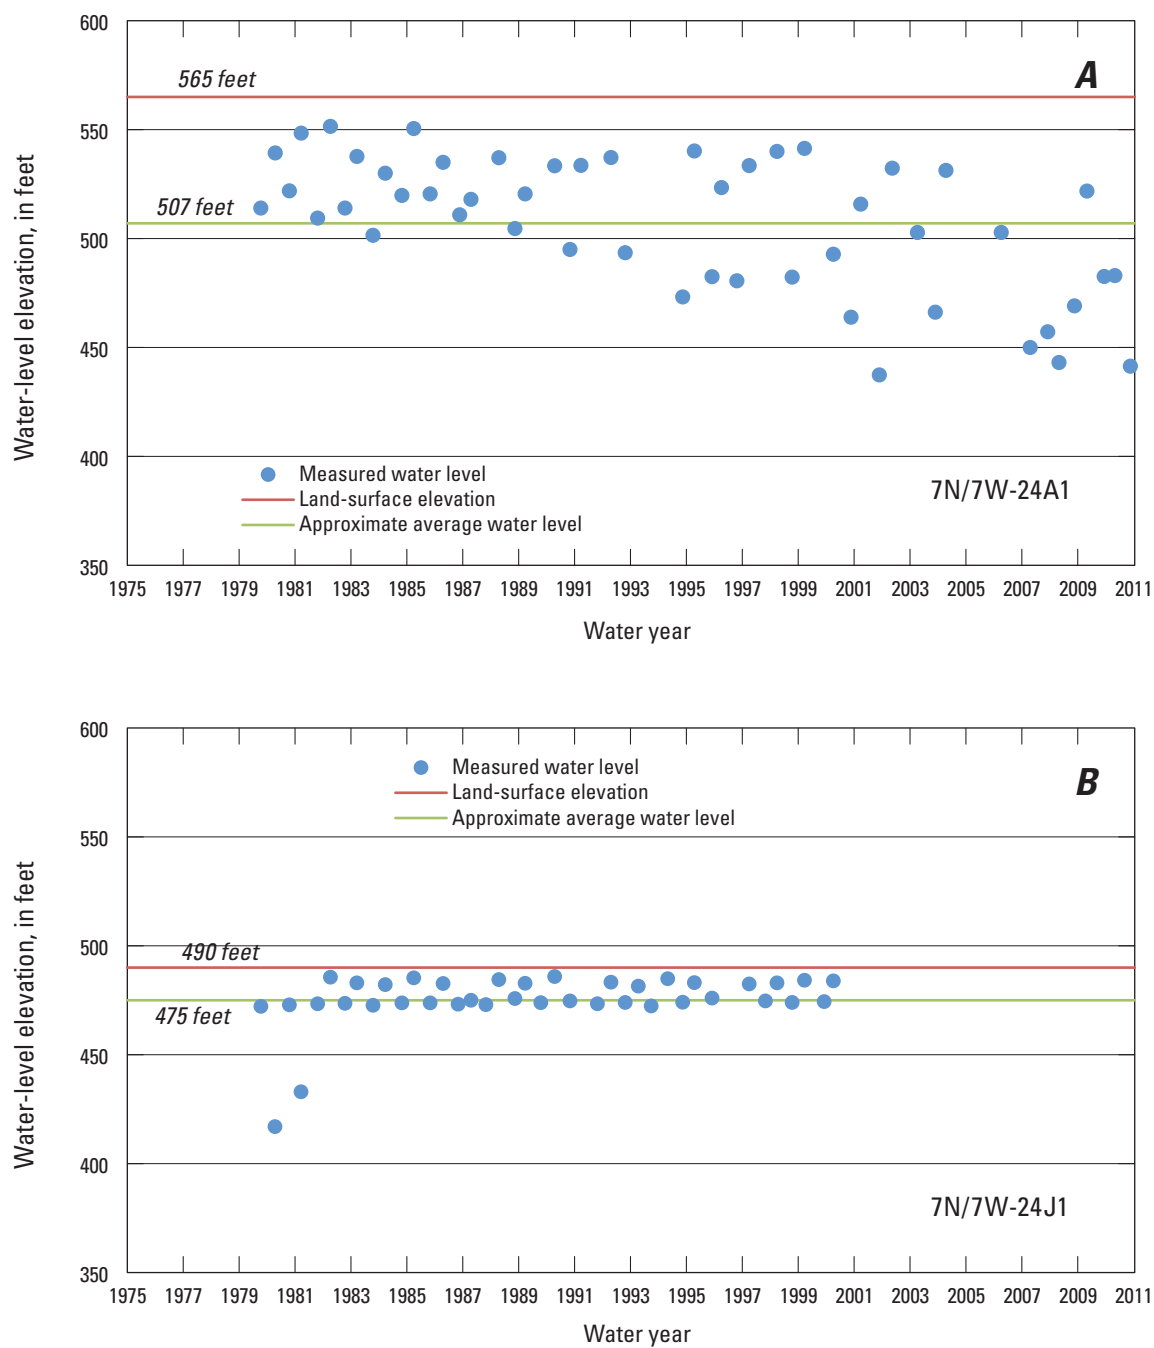 600
565 feet
A
550
507 feet
500
450
400
Measured water level
Land-surface elevation
Approximate average water level
7N/7W-24A1
350
Water-level elevation, in feet
1975 1977 1979 1981 1983 1985 1987 1989 1991 1993 1995 1997 1999 2001 2003 2005 2007 2009 2011
Water year
600
Measured water level
Land-surface elevation
Approximate average water level
B
550
500
490 feet
475 feet
450
400
7N/7W-24J1
350
Water-level elevation, in feet
1975 1977 1979 1981 1983 1985 1987 1989 1991 1993 1995 1997 1999 2001 2003 2005 2007 2009 2011
Water year